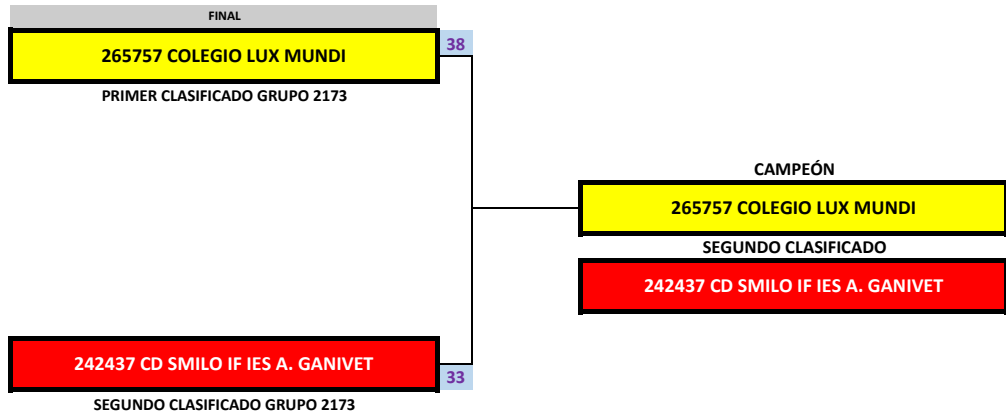 FINAL
265757 COLEGIO LUX MUNDI
38
PRIMER CLASIFICADO GRUPO 2173
CAMPEÓN
265757 COLEGIO LUX MUNDI
SEGUNDO CLASIFICADO
242437 CD SMILO IF IES A. GANIVET
242437 CD SMILO IF IES A. GANIVET
33
SEGUNDO CLASIFICADO GRUPO 2173